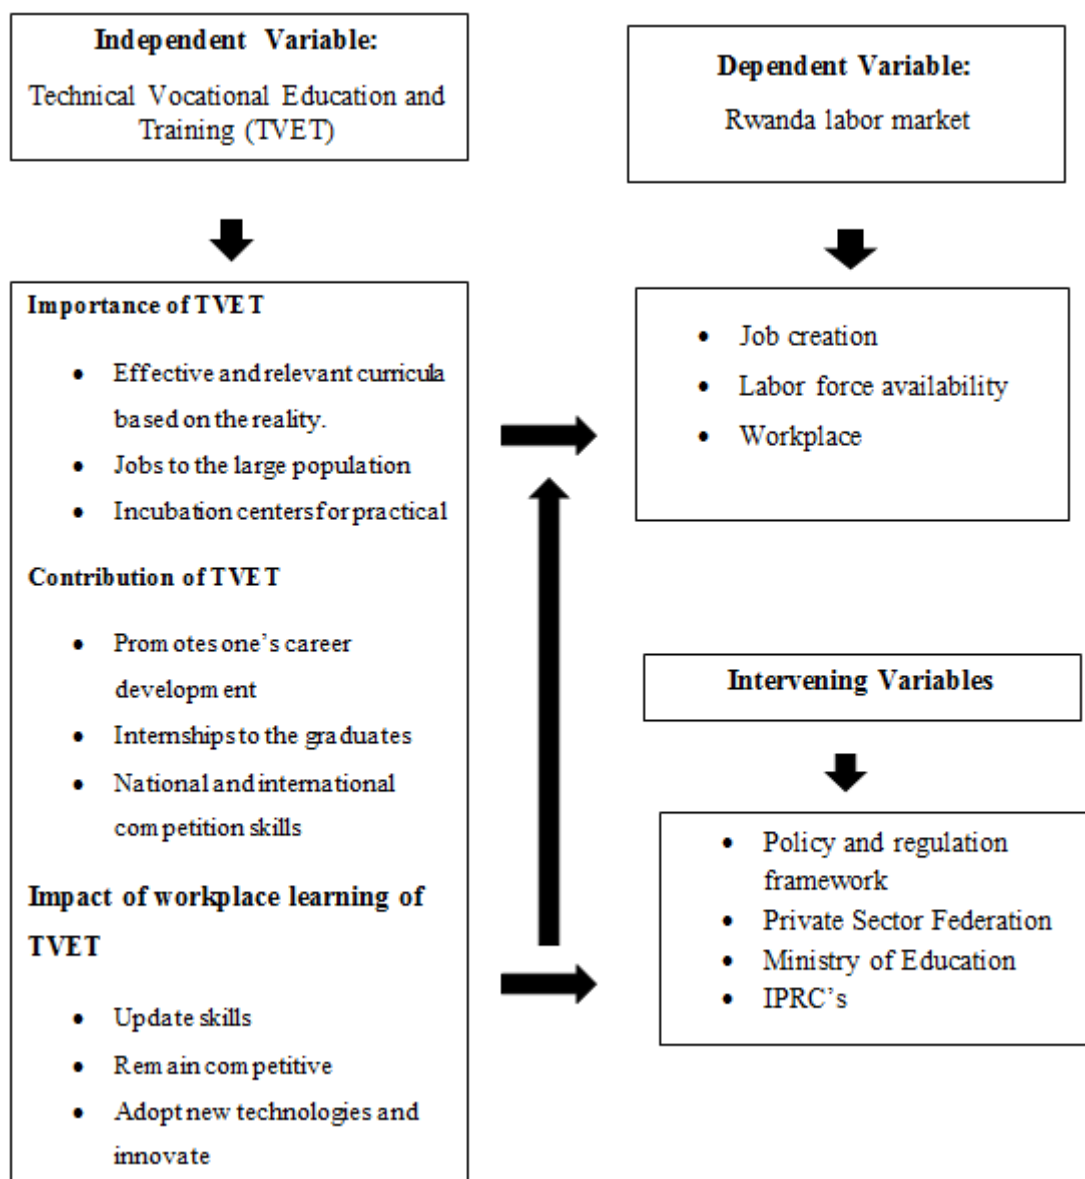 Independent Variable:
Technical Vocational Education and
Training (TVET)
Dependent Variable:
Rwanda labor market
Importance of TVET
• Effective and relevant curricula
based on the reality.
• Jobs to the large population
• Incubation centers for practical
Contribution of TVET
• Promotes one's career
development
• Internships to the graduates
• National and international
competition skills
Impact of workplace learning of
TVET
• Update skills
• Remain competitive
• Adopt new technologies and
innovate
• Job creation
• Labor force availability
• Workplace
Intervening Variables
• Policy and regulation
framework
• Private Sector Federation
• Ministry of Education
• IPRC's